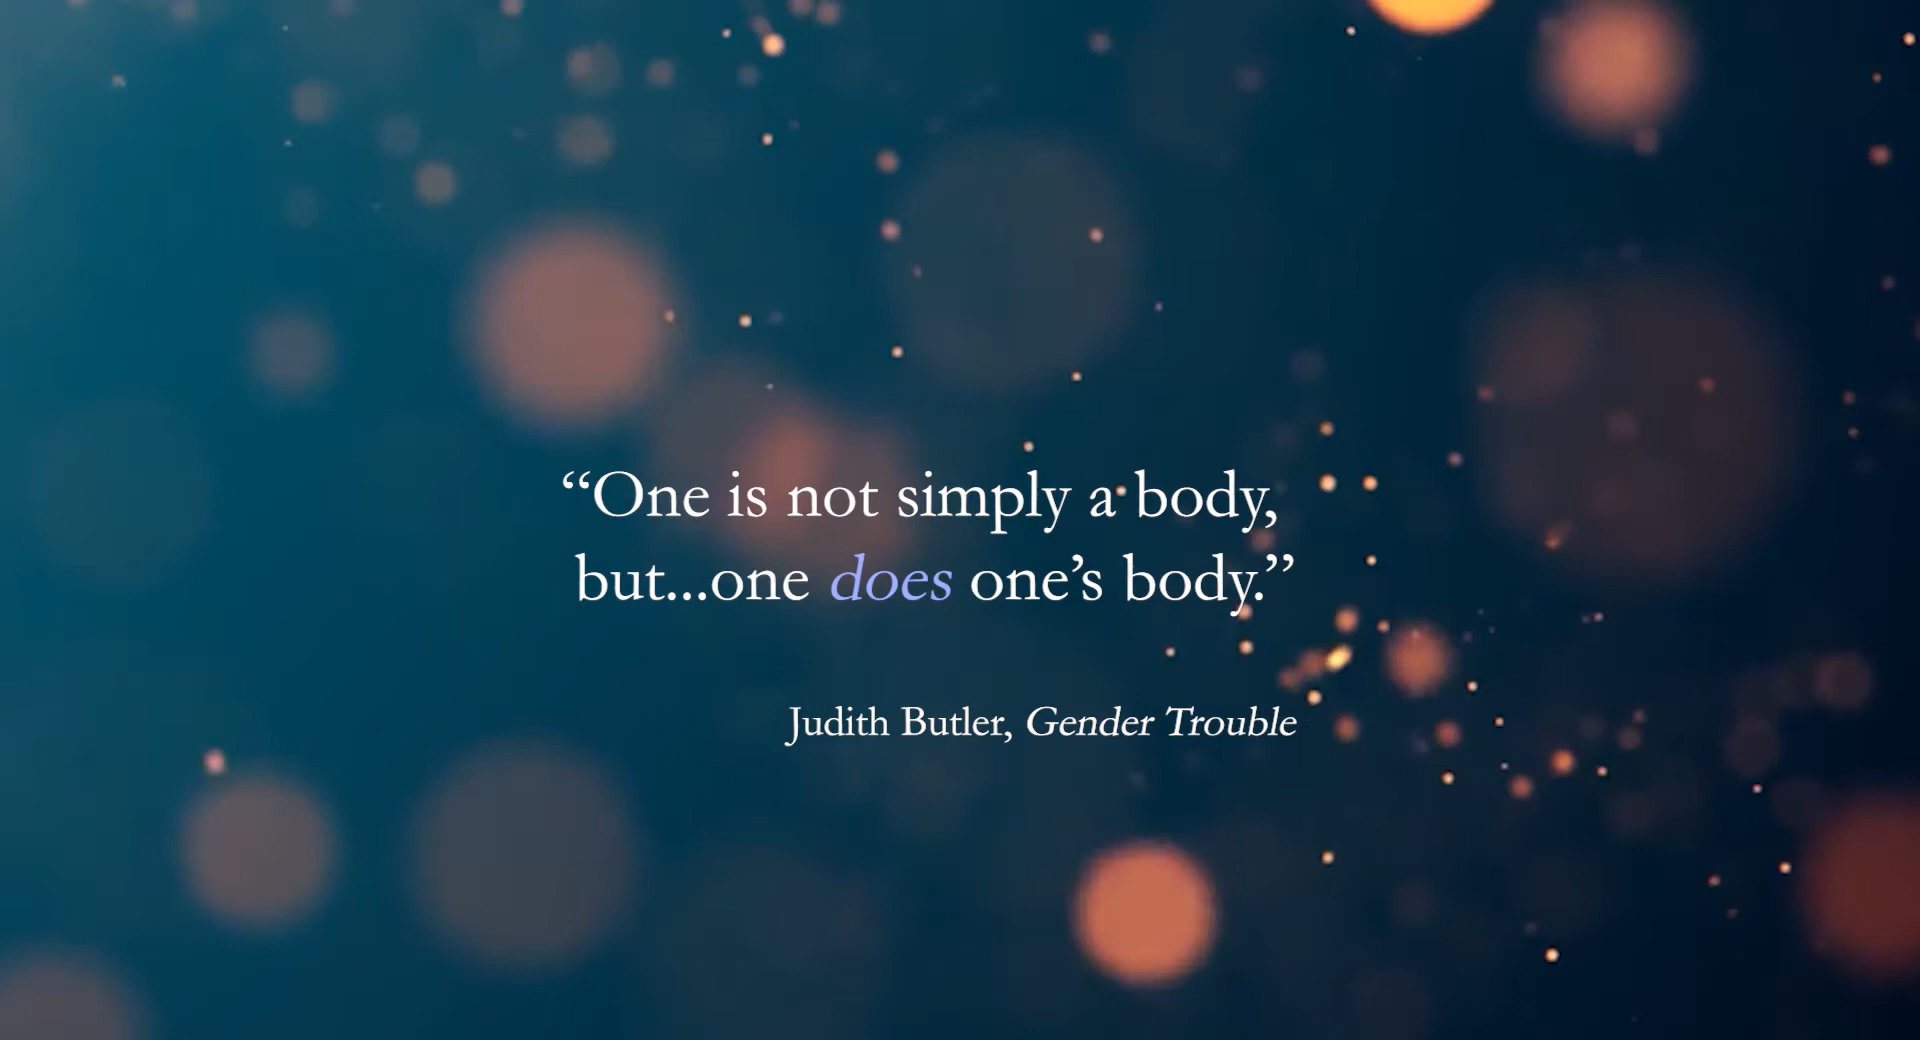 “One is not simply a body,
but...one does one’s body.”
Judith Butler, Gender Trouble